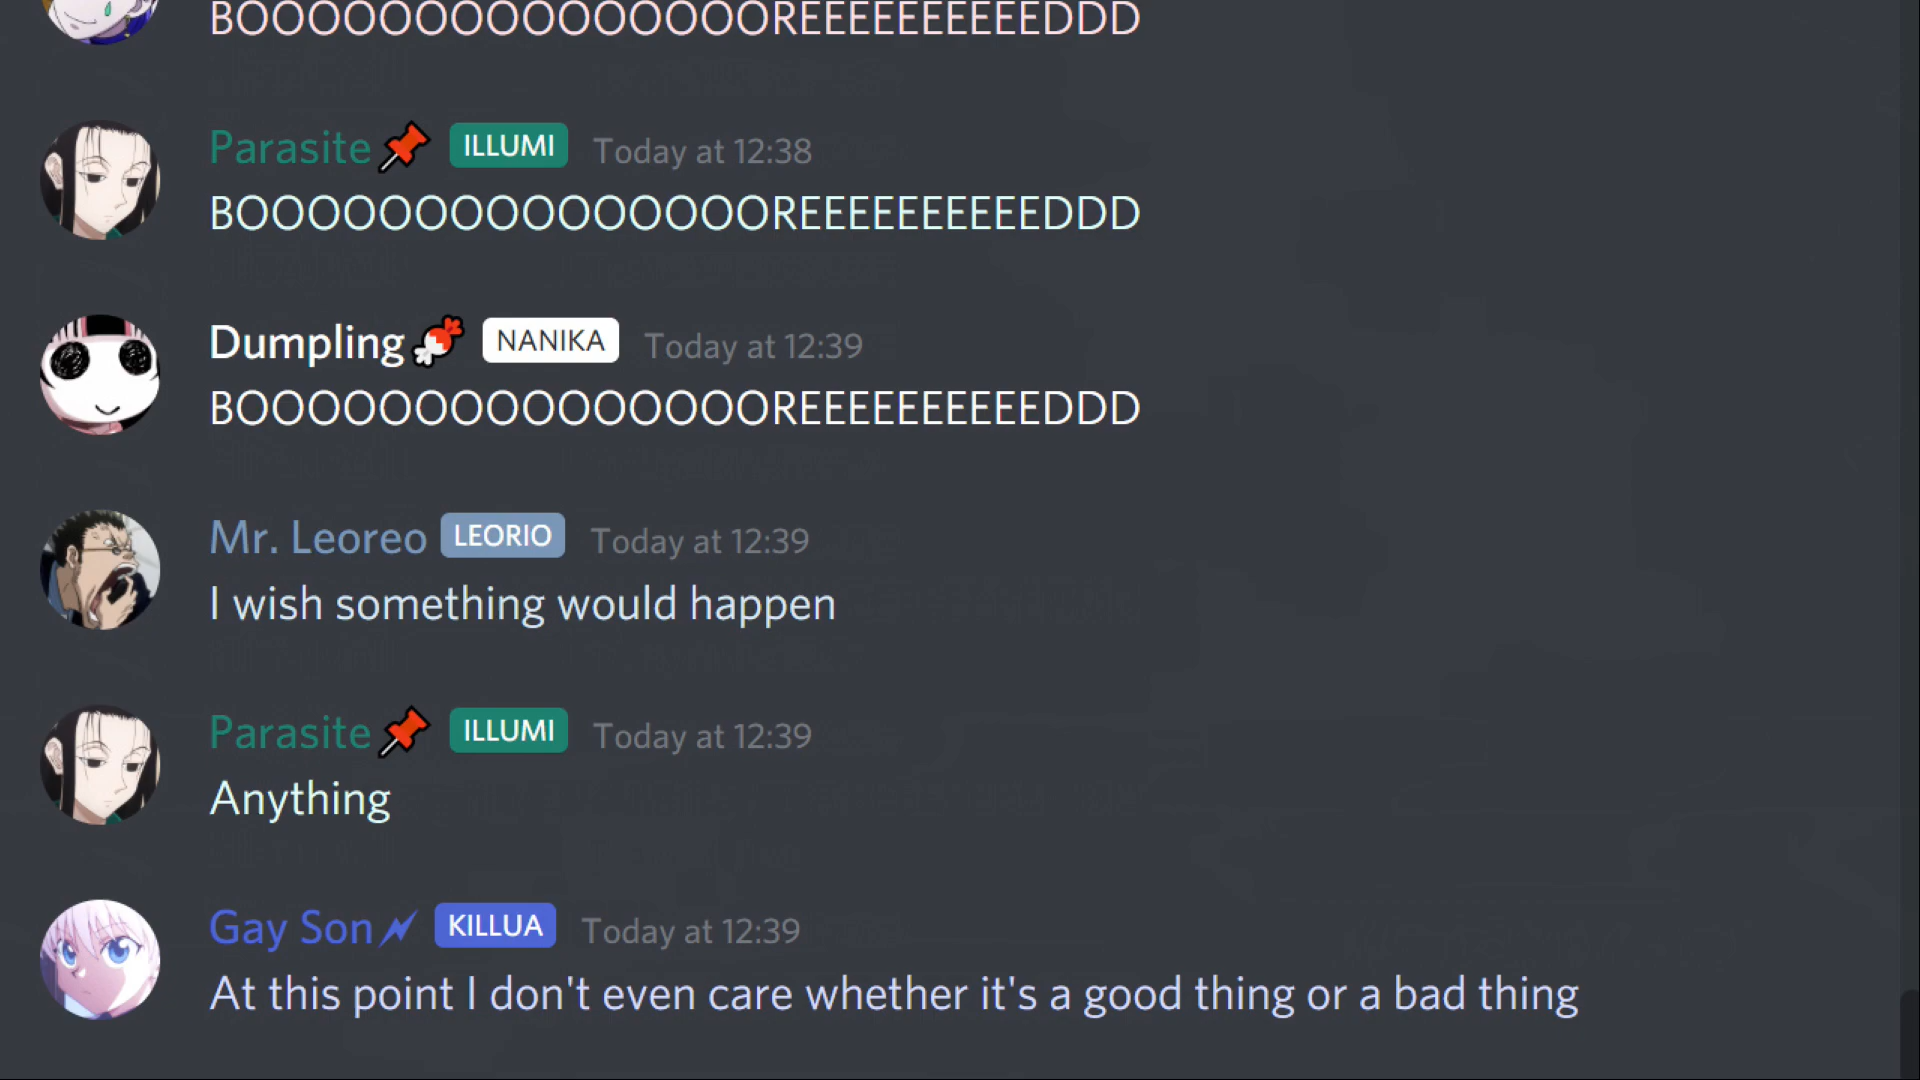 BOOOOOOOOOOOOOOOREEEEEEEEEEDDD
Parasite📌 ILLUMI Today at 12:38
BOOOOOOOOOOOOOOOREEEEEEEEEEDDD
Dumpling🍬 NANIKA Today at 12:39
BOOOOOOOOOOOOOOOREEEEEEEEEEDDD
Mr. Leoreo LEORIO Today at 12:39
I wish something would happen
Parasite📌 ILLUMI Today at 12:39
Anything
Gay Son⚡ KILLUA Today at 12:39
At this point I don't even care whether it's a good thing or a bad thing